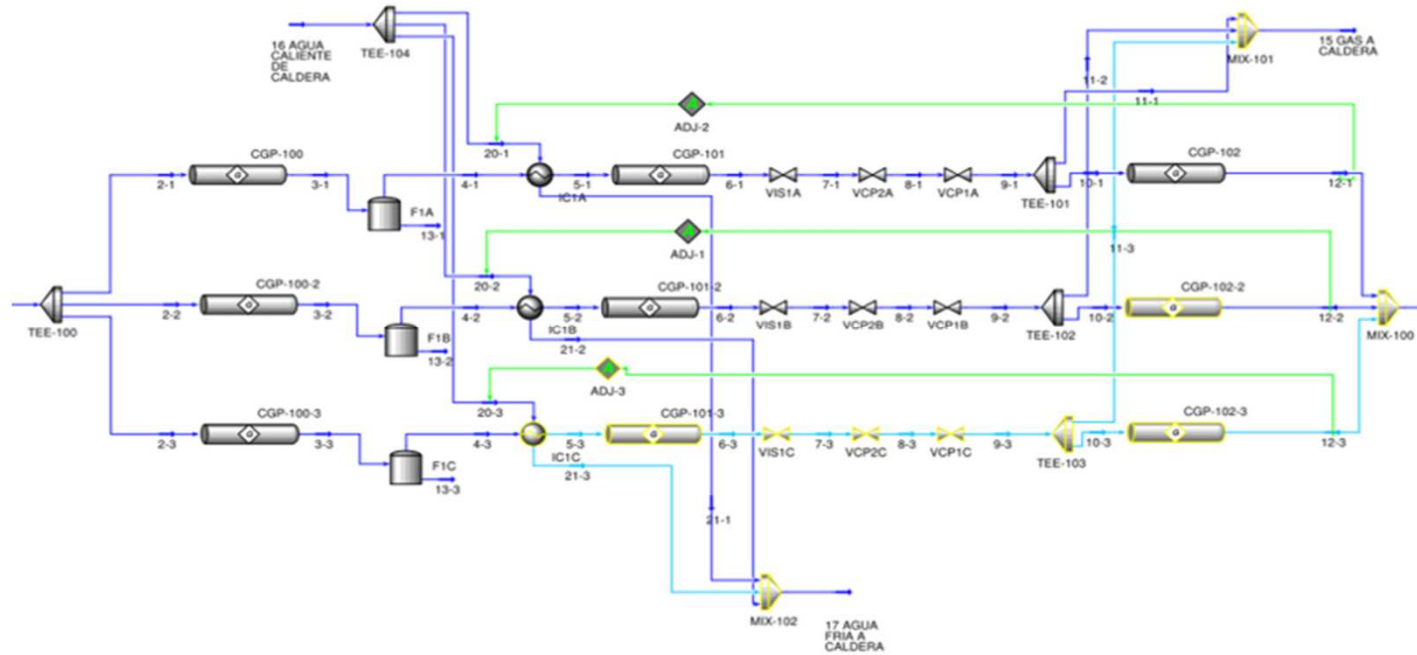 16 AGUA
CALIENTE
DE
CALDERA
TEE-104
MIX-101
15 GAS A
CALDERA
11-2
11-1
ADJ-2
20-1
CGP-100
CGP-101
CGP-102
2-1
3-1
4-1
IC1A
5-1
6-1
VIS1A
7-1
VCP2A
8-1
VCP1A
9-1
TEE-101
10-1
12-1
F1A
13-1
ADJ-1
11-3
20-2
CGP-100-2
CGP-101-2
CGP-102-2
TEE-100
2-2
3-2
4-2
IC1B
5-2
6-2
VIS1B
7-2
VCP2B
8-2
VCP1B
9-2
TEE-102
10-2
12-2
MIX-100
F1B
13-2
21-2
ADJ-3
20-3
CGP-100-3
CGP-101-3
CGP-102-3
2-3
3-3
4-3
IC1C
5-3
6-3
VIS1C
7-3
VCP2C
8-3
VCP1C
9-3
TEE-103
10-3
12-3
F1C
13-3
21-3
21-1
MIX-102
17 AGUA
FRIA A
CALDERA